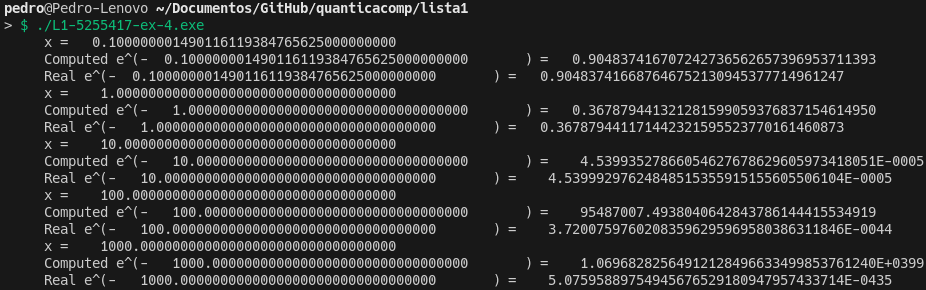 pedro@Pedro-Lenovo ~/Documentos/GitHub/quanticacomp/lista1
> $ ./L1-5255417-ex-4.exe
x =   0.100000001490116119384765625000000000
Computed e^(-  0.100000001490116119384765625000000000       ) =   0.904837416707242736562657396953711393
Real e^(-  0.100000001490116119384765625000000000       ) =  0.904837416687646752130945377714961247
x =    1.00000000000000000000000000000000000
Computed e^(-   1.00000000000000000000000000000000000       ) =   0.367879441321281599059376837154614950
Real e^(-   1.00000000000000000000000000000000000       ) =   0.367879441171442321595523770161460873
x =   10.0000000000000000000000000000000000
Computed e^(-   10.0000000000000000000000000000000000       ) =    4.539935278660546276786296059734180​51E-0005
Real e^(-   10.0000000000000000000000000000000000       ) =   4.53999297624848515355915155605506104E-0005
x =    100.000000000000000000000000000000000
Computed e^(-   100.000000000000000000000000000000000       ) =    95487007.4938040642843786144415534919
Real e^(-   100.000000000000000000000000000000000       ) =    3.72007597602083596295969580386311846E-0044
x =    1000.00000000000000000000000000000000
Computed e^(-   1000.00000000000000000000000000000000       ) =    1.06968282564912128496633499853761240E+0399
Real e^(-   1000.00000000000000000000000000000000       ) =    5.07595889754945676529180947957433714E-0435